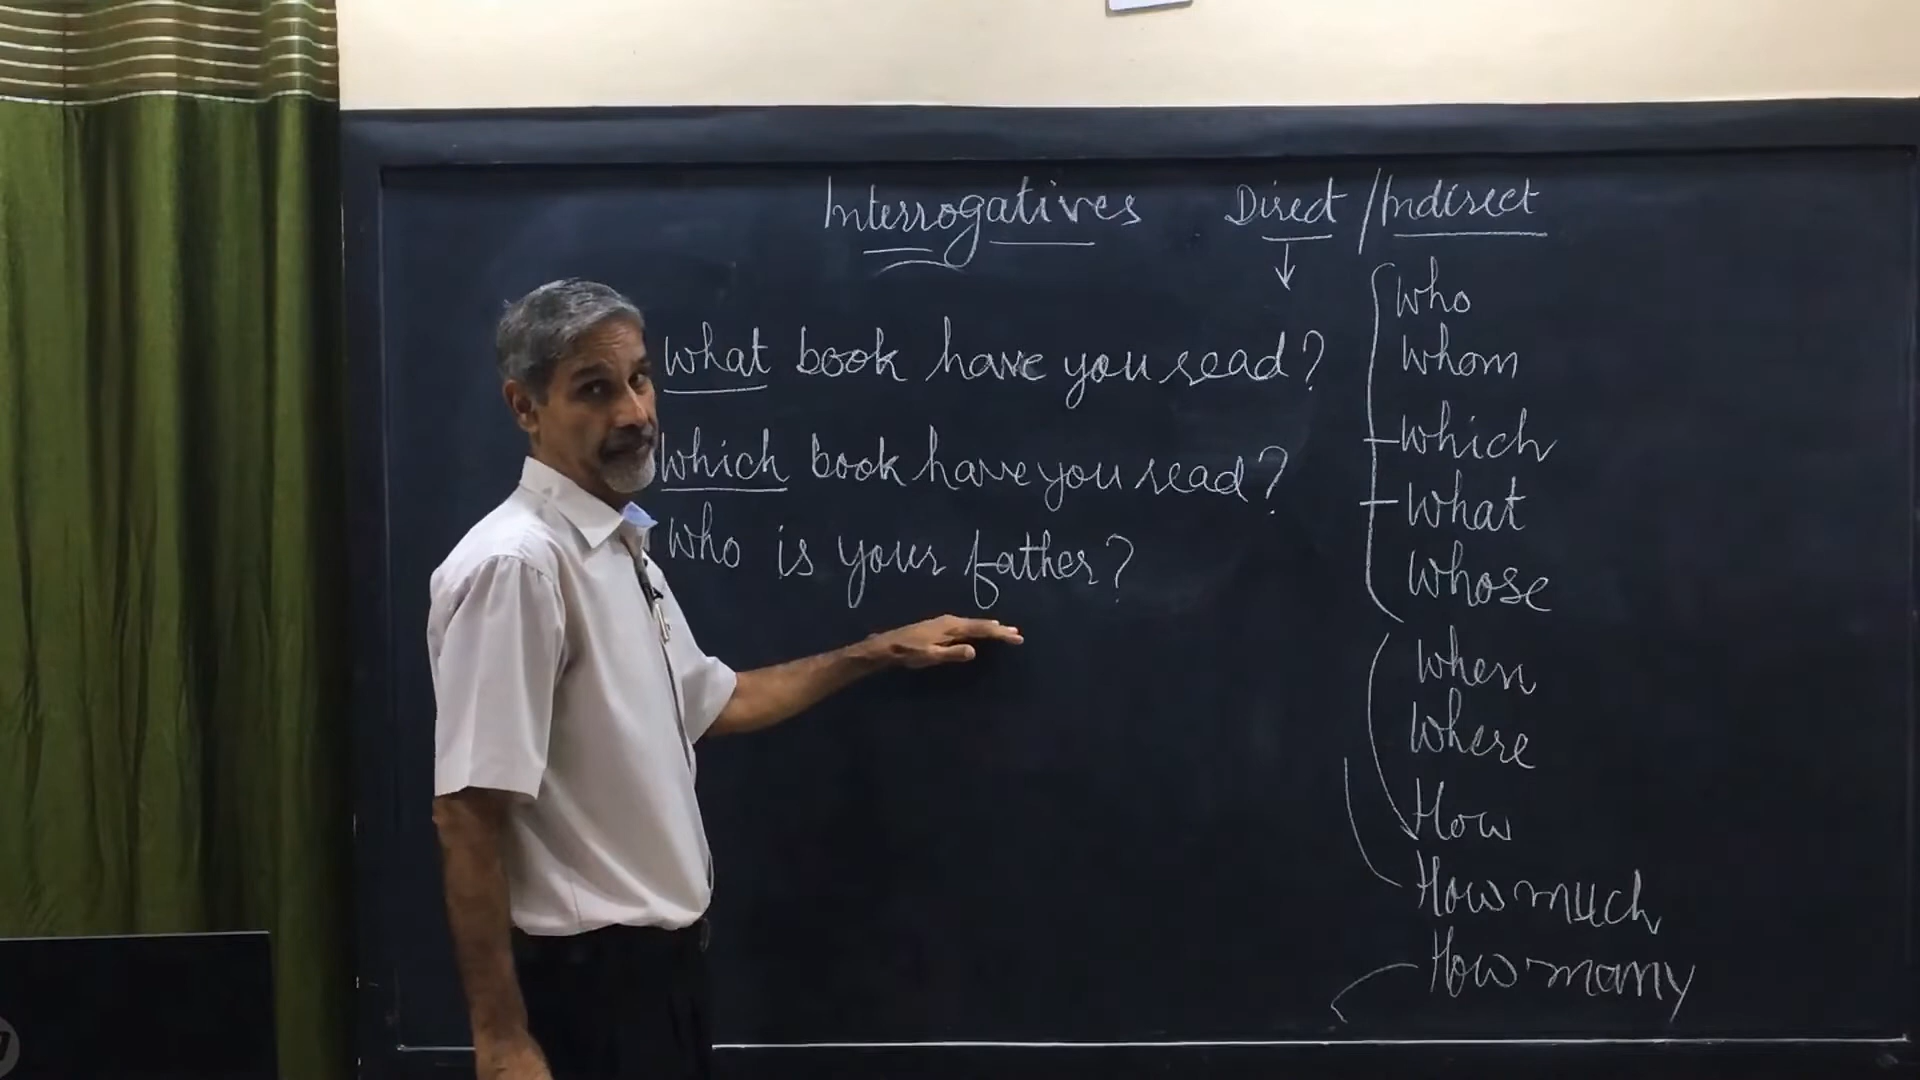 Interrogatives Direct / Indirect
what book have you read?
which book have you read?
who is your father?
who
whom
which
what
whose
when
where
How
How much
How many